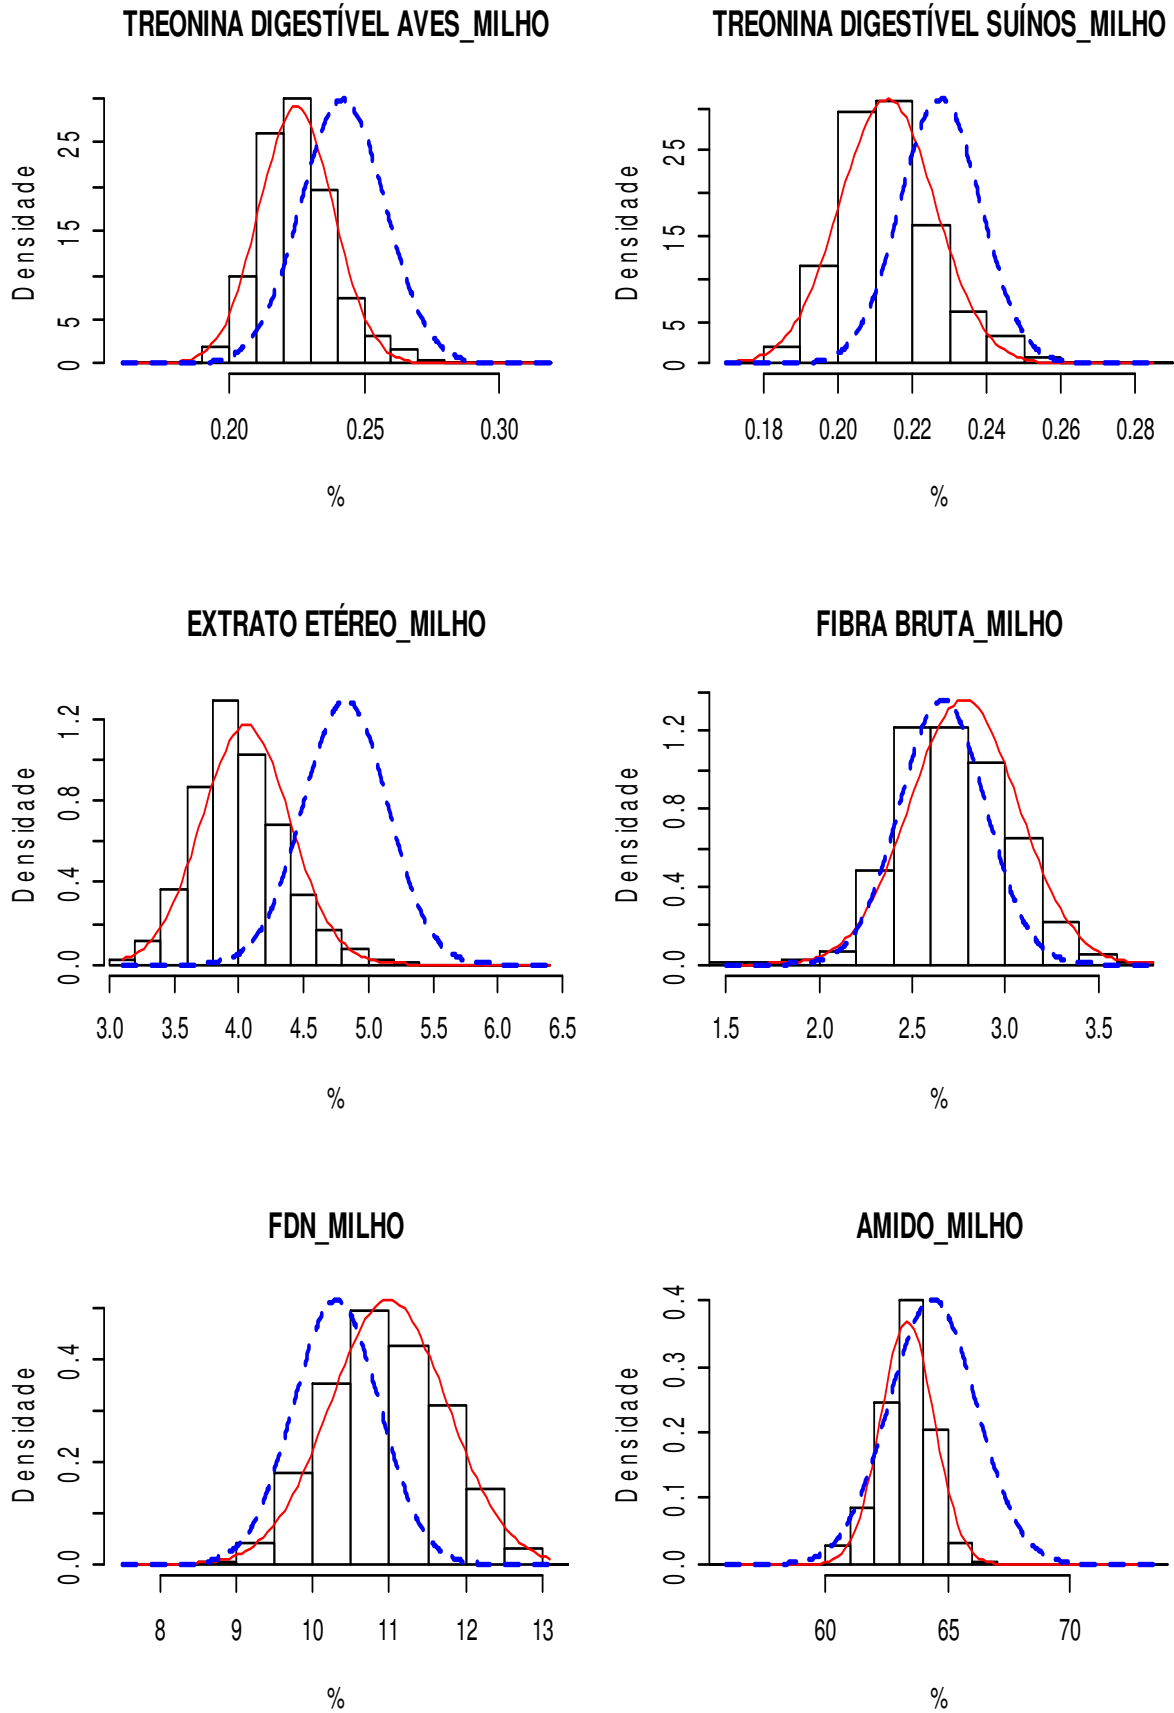 TREONINA DIGESTÍVEL AVES_MILHO
Densidade
0 5 15 25
0.20 0.25 0.30
%
TREONINA DIGESTÍVEL SUÍNOS_MILHO
Densidade
0 5 15 25
0.18 0.20 0.22 0.24 0.26 0.28
%
EXTRATO ETÉREO_MILHO
Densidade
0.0 0.4 0.8 1.2
3.0 3.5 4.0 4.5 5.0 5.5 6.0 6.5
%
FIBRA BRUTA_MILHO
Densidade
0.0 0.4 0.8 1.2
1.5 2.0 2.5 3.0 3.5
%
FDN_MILHO
Densidade
0.0 0.2 0.4
8 9 10 11 12 13
%
AMIDO_MILHO
Densidade
0.0 0.1 0.2 0.3 0.4
60 65 70
%